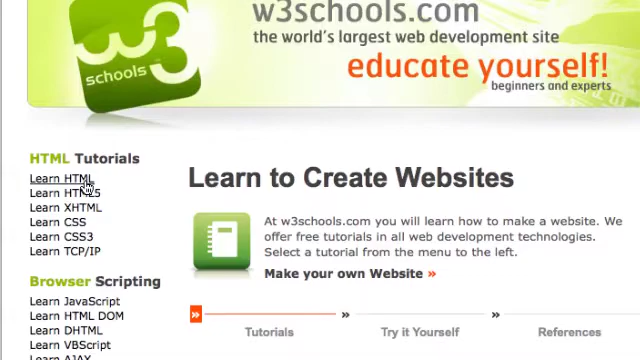 w3schools.com
the world's largest web development site
educate yourself!
beginners and experts
w3
schools
HTML Tutorials
Learn HTML
Learn HTML5
Learn XHTML
Learn CSS
Learn CSS3
Learn TCP/IP
Browser Scripting
Learn JavaScript
Learn HTML DOM
Learn DHTML
Learn VBScript
Learn AJAX
Learn to Create Websites
At w3schools.com you will learn how to make a website. We
offer free tutorials in all web development technologies.
Select a tutorial from the menu to the left.
Make your own Website »
» » »
Tutorials Try it Yourself References